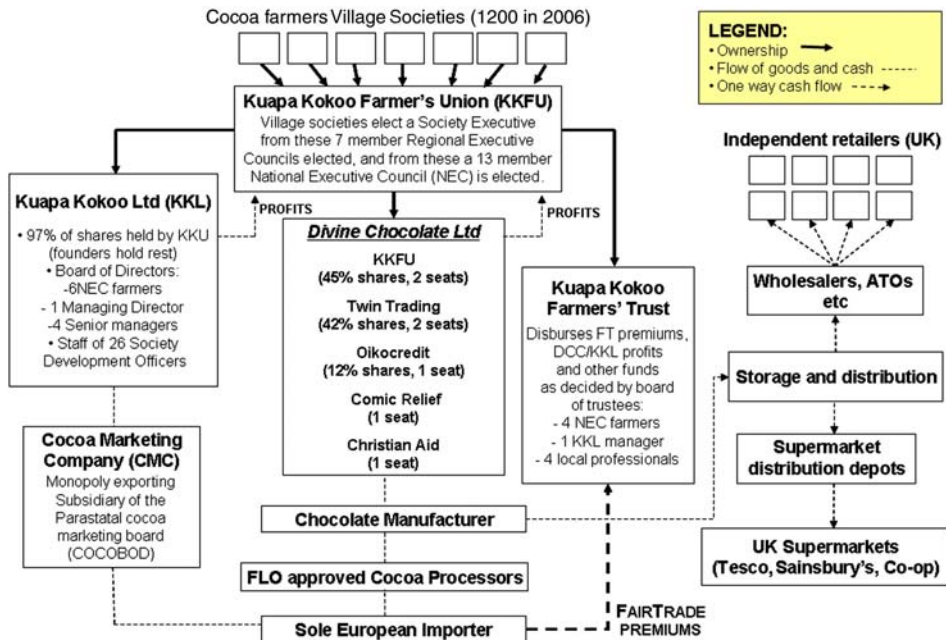 Cocoa farmers Village Societies (1200 in 2006)
LEGEND:
• Ownership
• Flow of goods and cash
• One way cash flow
Kuapa Kokoo Farmer's Union (KKFU)
Village societies elect a Society Executive
from these 7 member Regional Executive
Councils elected, and from these a 13 member
National Executive Council (NEC) is elected.
Independent retailers (UK)
Kuapa Kokoo Ltd (KKL)
• 97% of shares held by KKU
(founders hold rest)
• Board of Directors:
-6NEC farmers
- 1 Managing Director
-4 Senior managers
• Staff of 26 Society
Development Officers
PROFITS
PROFITS
Divine Chocolate Ltd
KKFU
(45% shares, 2 seats)
Twin Trading
(42% shares, 2 seats)
Oikocredit
(12% shares, 1 seat)
Comic Relief
(1 seat)
Christian Aid
(1 seat)
Kuapa Kokoo
Farmers' Trust
Disburses FT premiums,
DCC/KKL profits
and other funds
as decided by board
of trustees:
- 4 NEC farmers
- 1 KKL manager
- 4 local professionals
Wholesalers, ATOs
etc
Storage and distribution
Supermarket
distribution depots
UK Supermarkets
(Tesco, Sainsbury's, Co-op)
Cocoa Marketing
Company (CMC)
Monopoly exporting
Subsidiary of the
Parastatal cocoa
marketing board
(COCOBOD)
Chocolate Manufacturer
FLO approved Cocoa Processors
Sole European Importer
FAIRTRADE
PREMIUMS